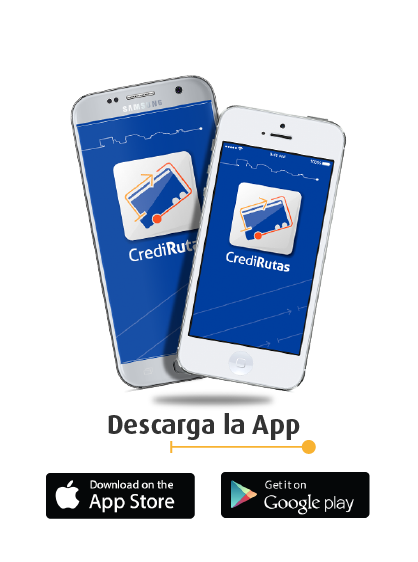 SAMSUNG
9:41 AM
100%
CrediRutas
CrediRutas
Descarga la App
Download on the
App Store
Get it on
Google play